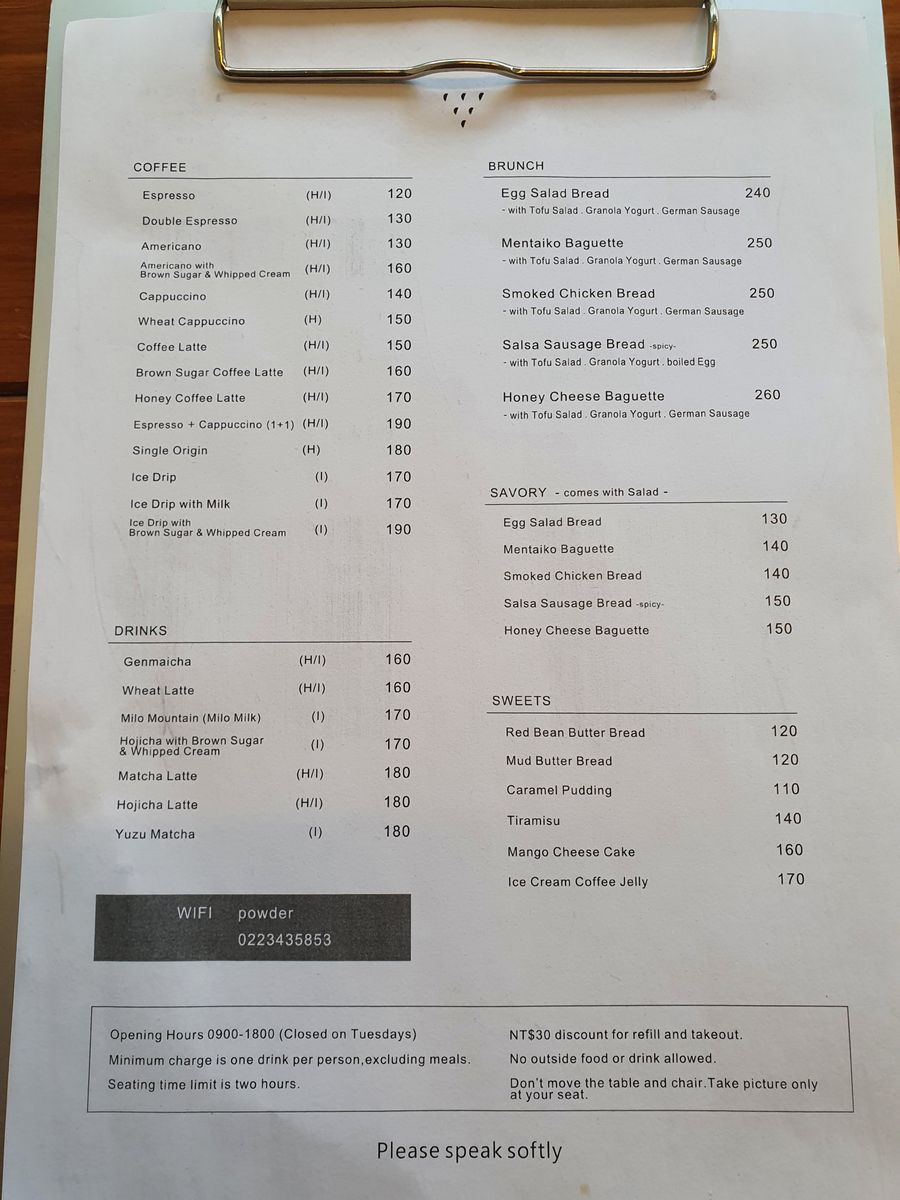 COFFEE
Espresso (H/I) 120
Double Espresso (H/I) 130
Americano (H/I) 130
Americano with
Brown Sugar & Whipped Cream (H/I) 160
Cappuccino (H/I) 140
Wheat Cappuccino (H) 150
Coffee Latte (H/I) 150
Brown Sugar Coffee Latte (H/I) 160
Honey Coffee Latte (H/I) 170
Espresso + Cappuccino (1+1) (H/I) 190
Single Origin (H) 180
Ice Drip (I) 170
Ice Drip with Milk (I) 170
Ice Drip with
Brown Sugar & Whipped Cream (I) 190
DRINKS
Genmaicha (H/I) 160
Wheat Latte (H/I) 160
Milo Mountain (Milo Milk) (I) 170
Hojicha with Brown Sugar
& Whipped Cream (I) 170
Matcha Latte (H/I) 180
Hojicha Latte (H/I) 180
Yuzu Matcha (I) 180
WIFI powder
0223435853
BRUNCH
Egg Salad Bread 240
- with Tofu Salad . Granola Yogurt . German Sausage
Mentaiko Baguette 250
- with Tofu Salad . Granola Yogurt . German Sausage
Smoked Chicken Bread 250
- with Tofu Salad . Granola Yogurt . German Sausage
Salsa Sausage Bread -spicy- 250
- with Tofu Salad . Granola Yogurt . boiled Egg
Honey Cheese Baguette 260
- with Tofu Salad . Granola Yogurt . German Sausage
SAVORY - comes with Salad -
Egg Salad Bread 130
Mentaiko Baguette 140
Smoked Chicken Bread 140
Salsa Sausage Bread -spicy- 150
Honey Cheese Baguette 150
SWEETS
Red Bean Butter Bread 120
Mud Butter Bread 120
Caramel Pudding 110
Tiramisu 140
Mango Cheese Cake 160
Ice Cream Coffee Jelly 170
Opening Hours 0900-1800 (Closed on Tuesdays)
Minimum charge is one drink per person,excluding meals.
Seating time limit is two hours.
NT$30 discount for refill and takeout.
No outside food or drink allowed.
Don't move the table and chair.Take picture only
at your seat.
Please speak softly